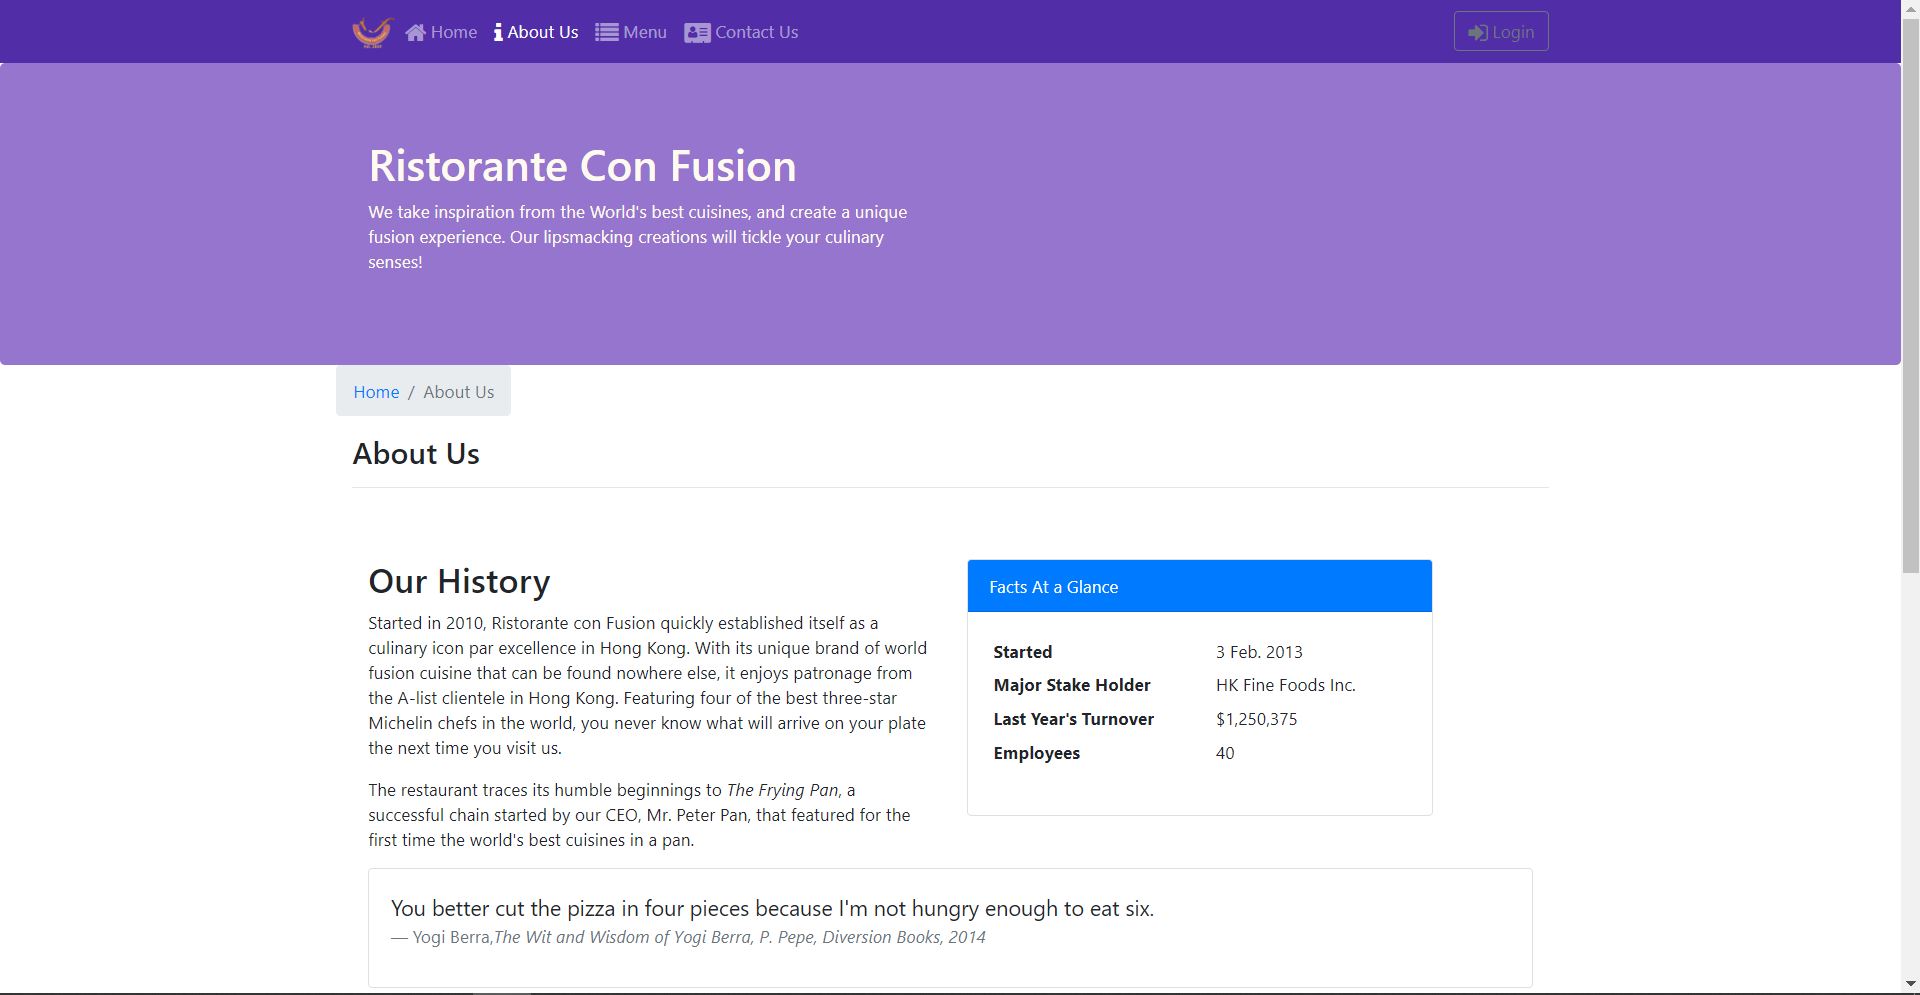 Home About Us Menu Contact Us Login
Ristorante Con Fusion
We take inspiration from the World's best cuisines, and create a unique
fusion experience. Our lipsmacking creations will tickle your culinary
senses!
Home / About Us
About Us
Our History
Started in 2010, Ristorante con Fusion quickly established itself as a
culinary icon par excellence in Hong Kong. With its unique brand of world
fusion cuisine that can be found nowhere else, it enjoys patronage from
the A-list clientele in Hong Kong. Featuring four of the best three-star
Michelin chefs in the world, you never know what will arrive on your plate
the next time you visit us.
The restaurant traces its humble beginnings to The Frying Pan, a
successful chain started by our CEO, Mr. Peter Pan, that featured for the
first time the world's best cuisines in a pan.
Facts At a Glance
Started 3 Feb. 2013
Major Stake Holder HK Fine Foods Inc.
Last Year's Turnover $1,250,375
Employees 40
You better cut the pizza in four pieces because I'm not hungry enough to eat six.
— Yogi Berra,The Wit and Wisdom of Yogi Berra, P. Pepe, Diversion Books, 2014